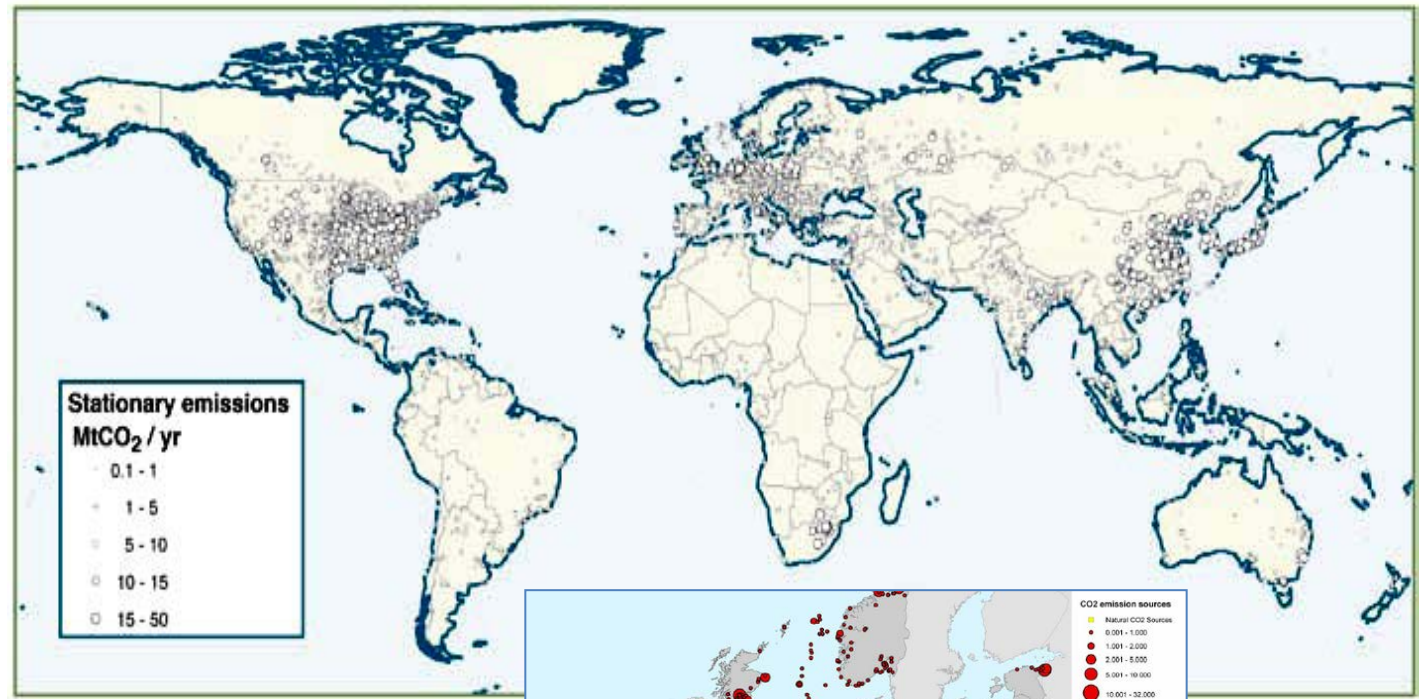 Stationary emissions
MtCO2 / yr
0.1 - 1
1 - 5
5 - 10
10 - 15
15 - 50
CO2 emission sources
Natural CO2 Sources
0.001 - 1.000
1.001 - 2.000
2.001 - 5.000
5.001 - 10.000
10.001 - 32.000